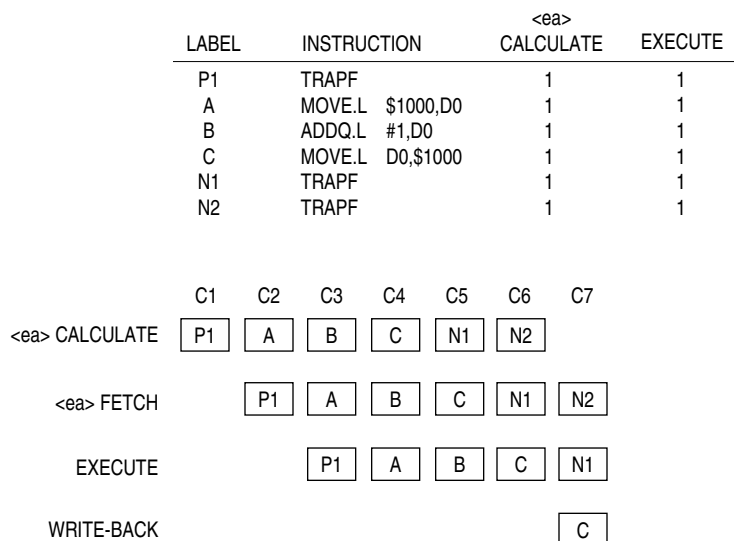 <ea>
LABEL INSTRUCTION CALCULATE EXECUTE
P1 TRAPF 1 1
A MOVE.L $1000,D0 1 1
B ADDQ.L #1,D0 1 1
C MOVE.L D0,$1000 1 1
N1 TRAPF 1 1
N2 TRAPF 1 1
C1 C2 C3 C4 C5 C6 C7
<ea> CALCULATE P1 A B C N1 N2
<ea> FETCH P1 A B C N1 N2
EXECUTE P1 A B C N1
WRITE-BACK C